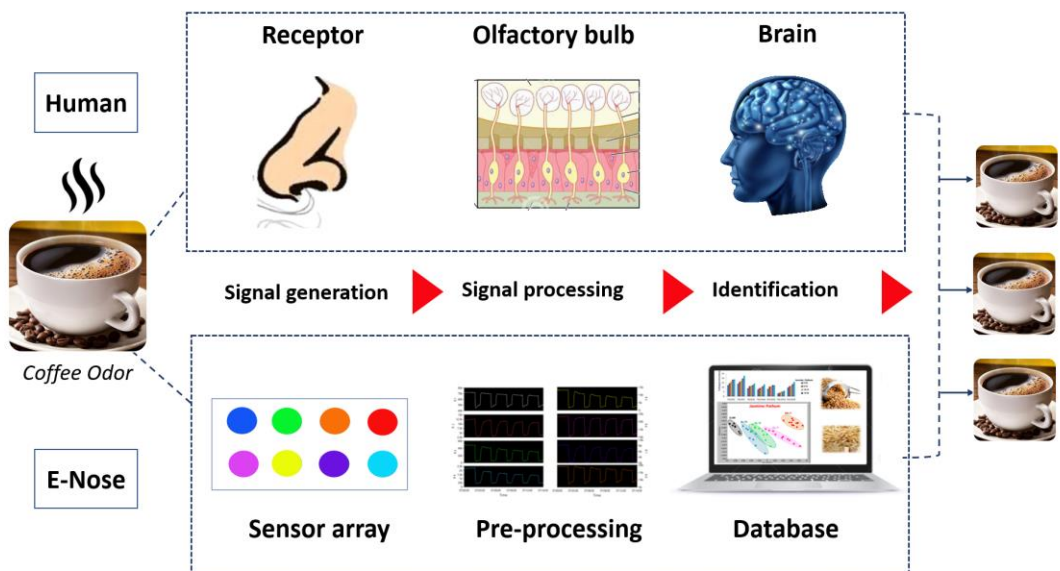 Receptor
Olfactory bulb
Brain
Human
Signal generation
Signal processing
Identification
Coffee Odor
E-Nose
Sensor array
Pre-processing
Database